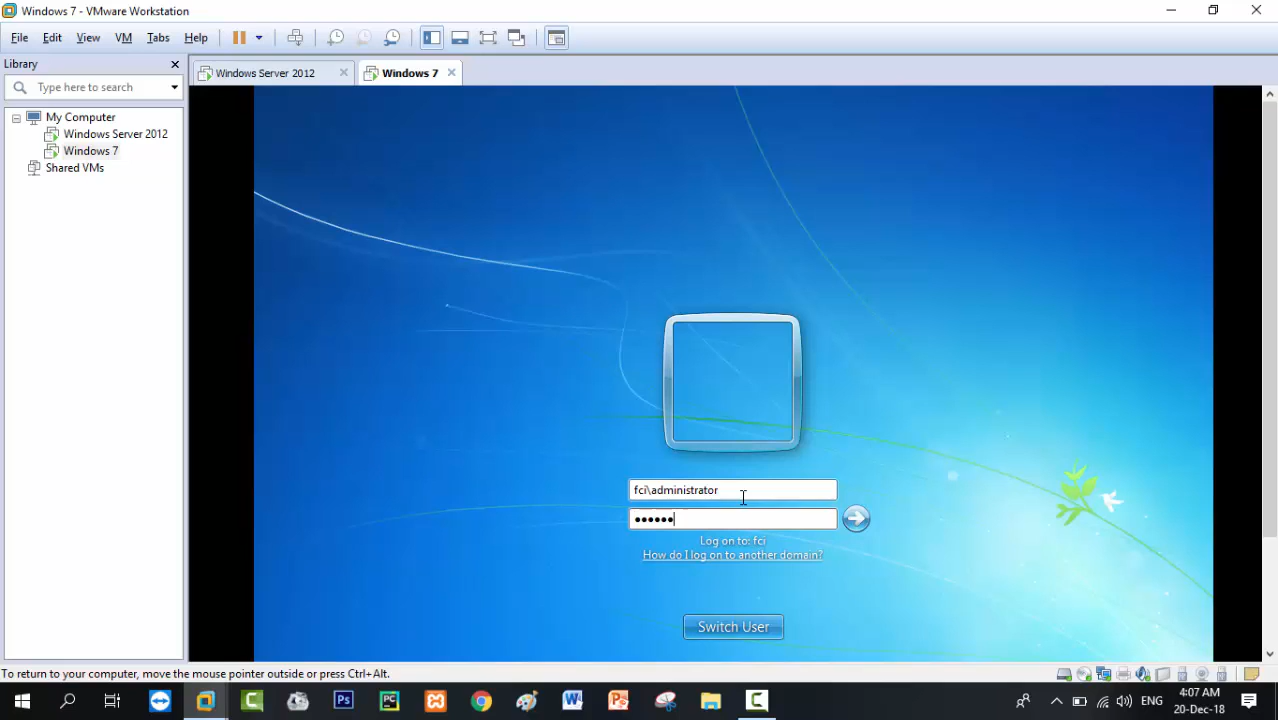 Windows 7 - VMware Workstation
File Edit View VM Tabs Help
Library
Type here to search
My Computer
Windows Server 2012
Windows 7
Shared VMs
Windows Server 2012
Windows 7
fci\administrator
●●●●●●
Log on to: fci
How do I log on to another domain?
Switch User
To return to your computer, move the mouse pointer outside or press Ctrl+Alt.
Ps
PC
W
P
ENG
4:07 AM
20-Dec-18